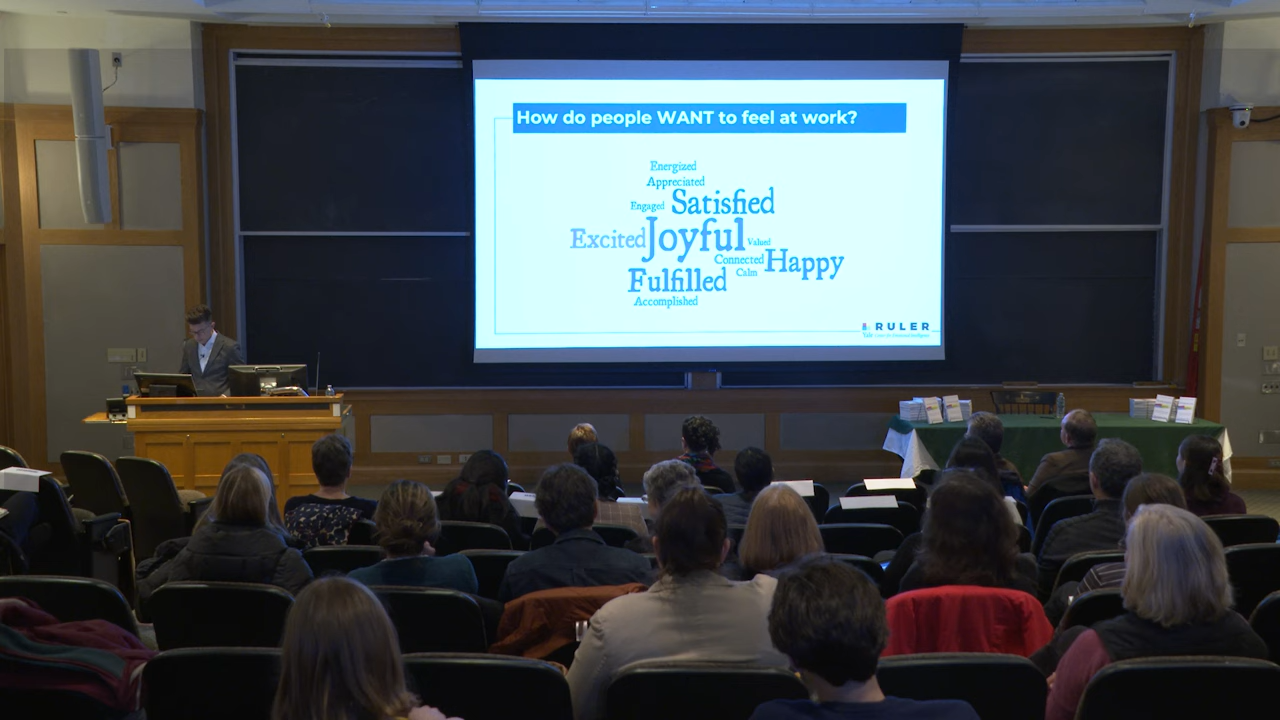 How do people WANT to feel at work?
Energized
Appreciated
Engaged Satisfied
Excited Joyful Valued
Connected Happy
Calm
Fulfilled
Accomplished
RULER
Yale